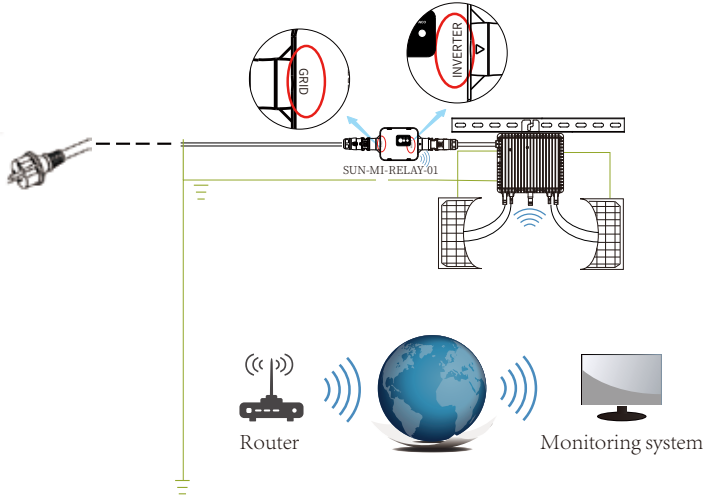 GRID
INVERTER
SUN-MI-RELAY-01
Router
Monitoring system